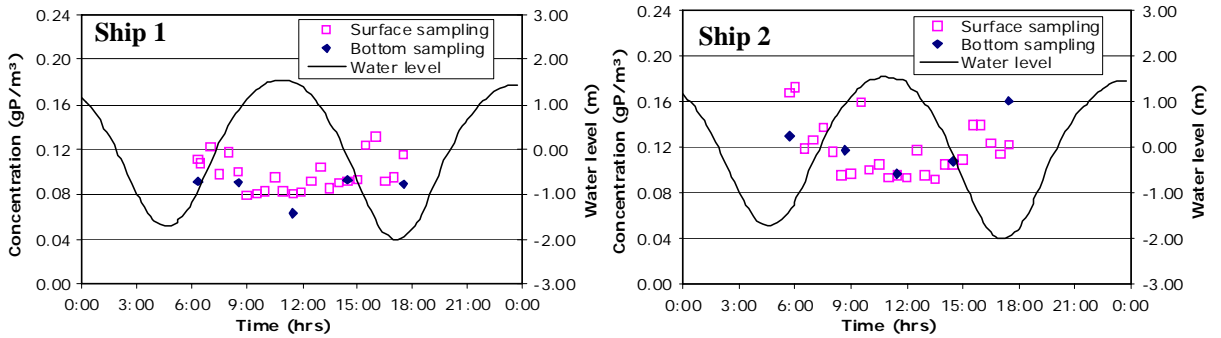 Ship 1
Surface sampling
Bottom sampling
Water level
Concentration (gP/m³)
0.24
0.20
0.16
0.12
0.08
0.04
0.00
3.00
2.00
1.00
0.00
-1.00
-2.00
-3.00
Water level (m)
0:00 3:00 6:00 9:00 12:00 15:00 18:00 21:00 0:00
Time (hrs)
Ship 2
Surface sampling
Bottom sampling
Water level
Concentration (gP/m³)
0.24
0.20
0.16
0.12
0.08
0.04
0.00
3.00
2.00
1.00
0.00
-1.00
-2.00
-3.00
Water level (m)
0:00 3:00 6:00 9:00 12:00 15:00 18:00 21:00 0:00
Time (hrs)